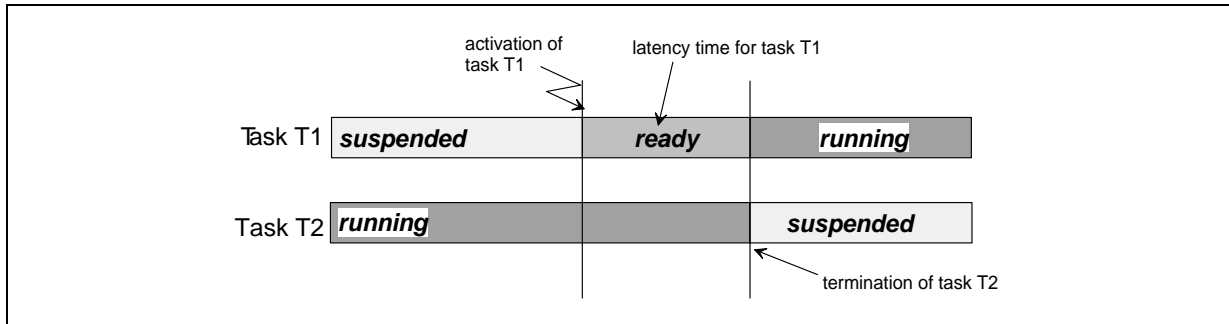 activation of
task T1
latency time for task T1
Task T1
suspended
ready
running
Task T2
running
suspended
termination of task T2